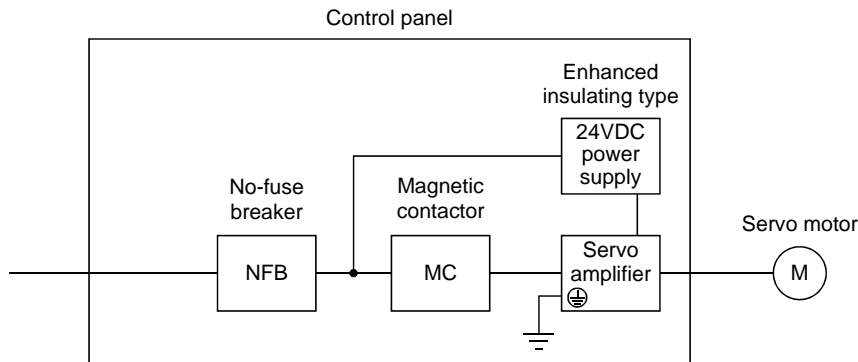 Control panel
Enhanced
insulating type
24VDC
power
supply
No-fuse
breaker
Magnetic
contactor
Servo motor
NFB
MC
Servo
amplifier
M